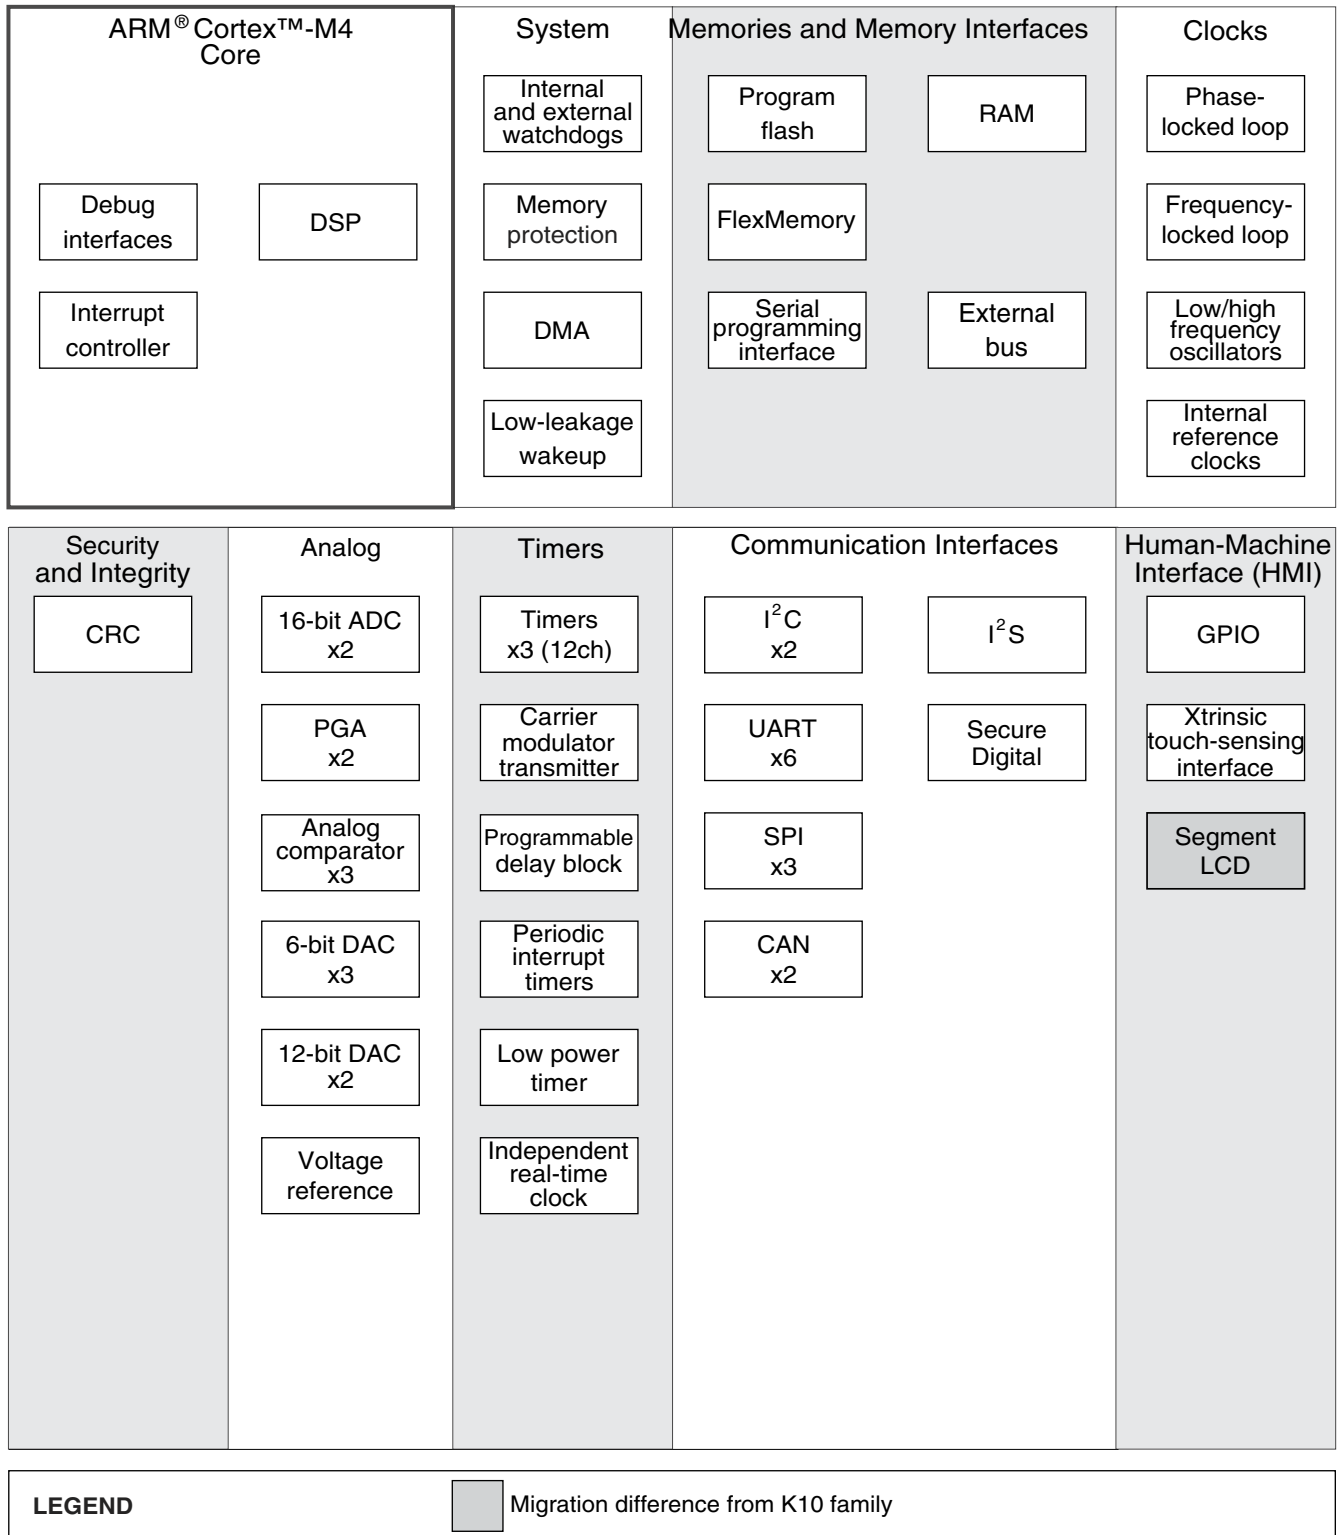 ARM® Cortex™-M4
Core
Debug
interfaces
DSP
Interrupt
controller
System
Internal
and external
watchdogs
Memory
protection
DMA
Low-leakage
wakeup
Memories and Memory Interfaces
Program
flash
RAM
FlexMemory
Serial
programming
interface
External
bus
Clocks
Phase-
locked loop
Frequency-
locked loop
Low/high
frequency
oscillators
Internal
reference
clocks
Security
and Integrity
CRC
Analog
16-bit ADC
x2
PGA
x2
Analog
comparator
x3
6-bit DAC
x3
12-bit DAC
x2
Voltage
reference
Timers
Timers
x3 (12ch)
Carrier
modulator
transmitter
Programmable
delay block
Periodic
interrupt
timers
Low power
timer
Independent
real-time
clock
Communication Interfaces
I²C
x2
I²S
UART
x6
Secure
Digital
SPI
x3
CAN
x2
Human-Machine
Interface (HMI)
GPIO
Xtrinsic
touch-sensing
interface
Segment
LCD
LEGEND
Migration difference from K10 family